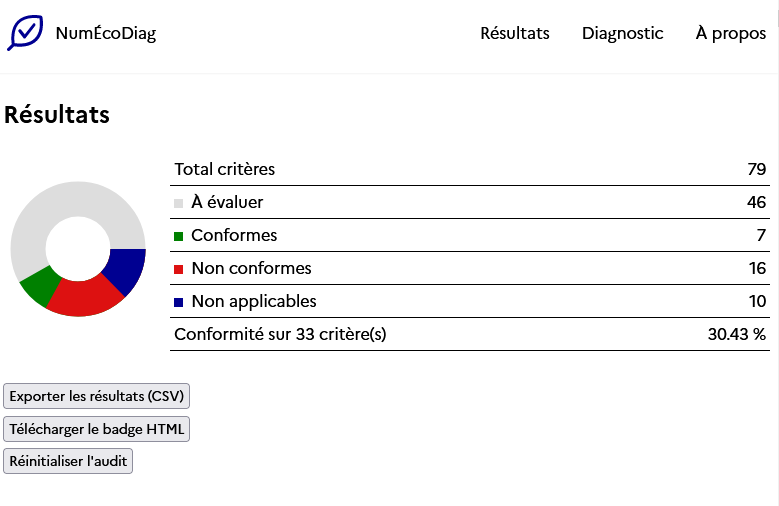 NumÉcoDiag Résultats Diagnostic À propos
Résultats
Total critères 79
À évaluer 46
Conformes 7
Non conformes 16
Non applicables 10
Conformité sur 33 critère(s) 30.43 %
Exporter les résultats (CSV)
Télécharger le badge HTML
Réinitialiser l'audit